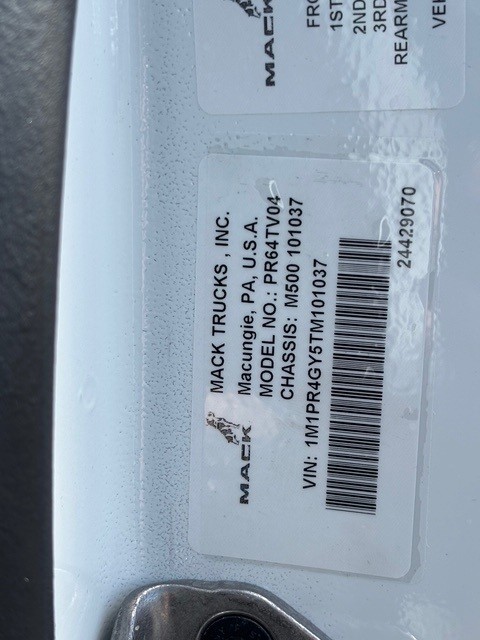 MACK
FRO
1ST
2ND
3RD
REARM
VEH
MACK
MACK TRUCKS , INC.
Macungie, PA, U.S.A.
MODEL NO.: PR64TV04
CHASSIS: M500 101037
VIN: 1M1PR4GY5TM101037
24429070